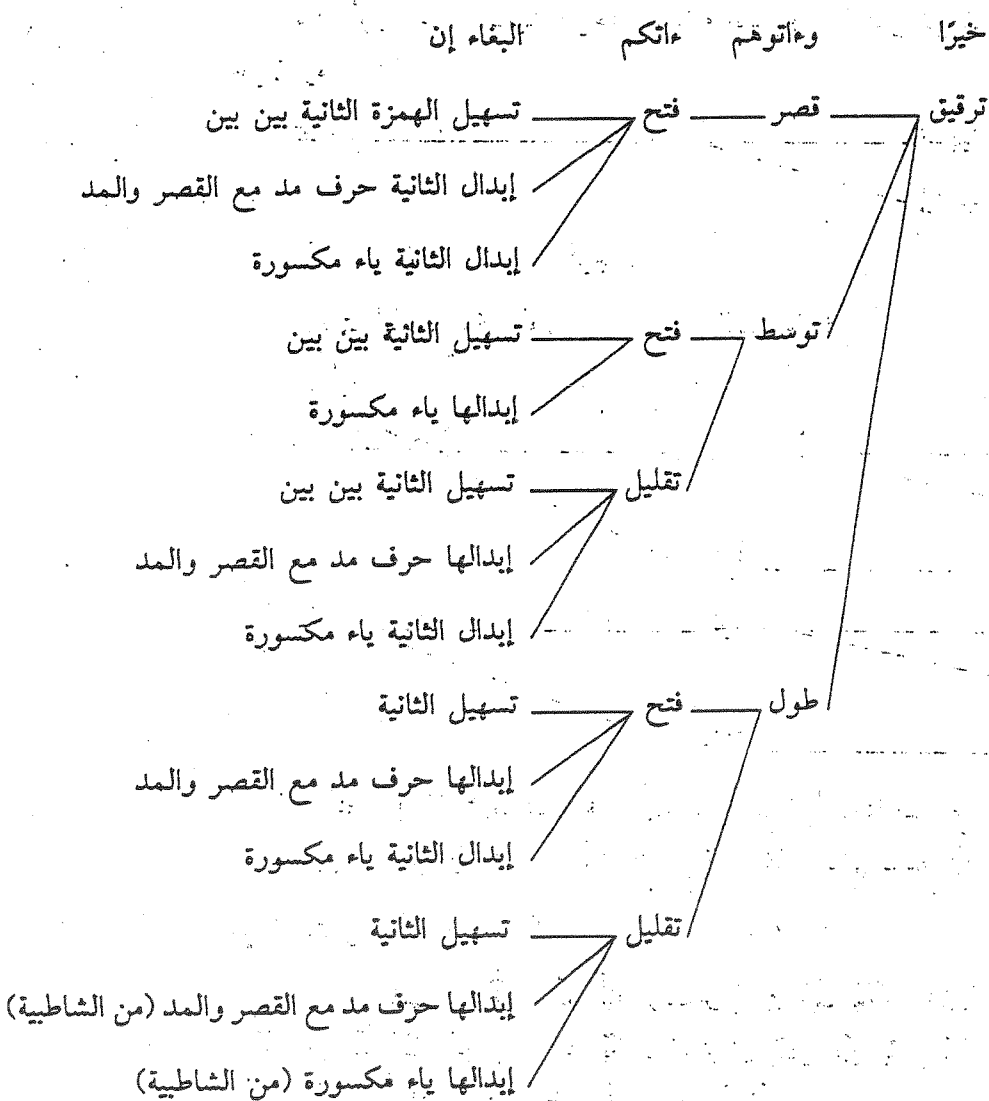 خيرًا وءاتوهم ءاتكم - البغاء إن
ترقيق قصر فتح تسهيل الهمزة الثانية بين بين
إبدال الثانية حرف مد مع القصر والمد
إبدال الثانية ياء مكسورة
توسط فتح تسهيل الثانية بين بين
إبدالها ياء مكسورة
تقليل تسهيل الثانية بين بين
إبدالها حرف مد مع القصر والمد
إبدال الثانية ياء مكسورة
طول فتح تسهيل الثانية
إبدالها حرف مد مع القصر والمد
إبدال الثانية ياء مكسورة
تقليل تسهيل الثانية
إبدالها حرف مد مع القصر والمد (من الشاطبية)
إبدالها ياء مكسورة (من الشاطبية)